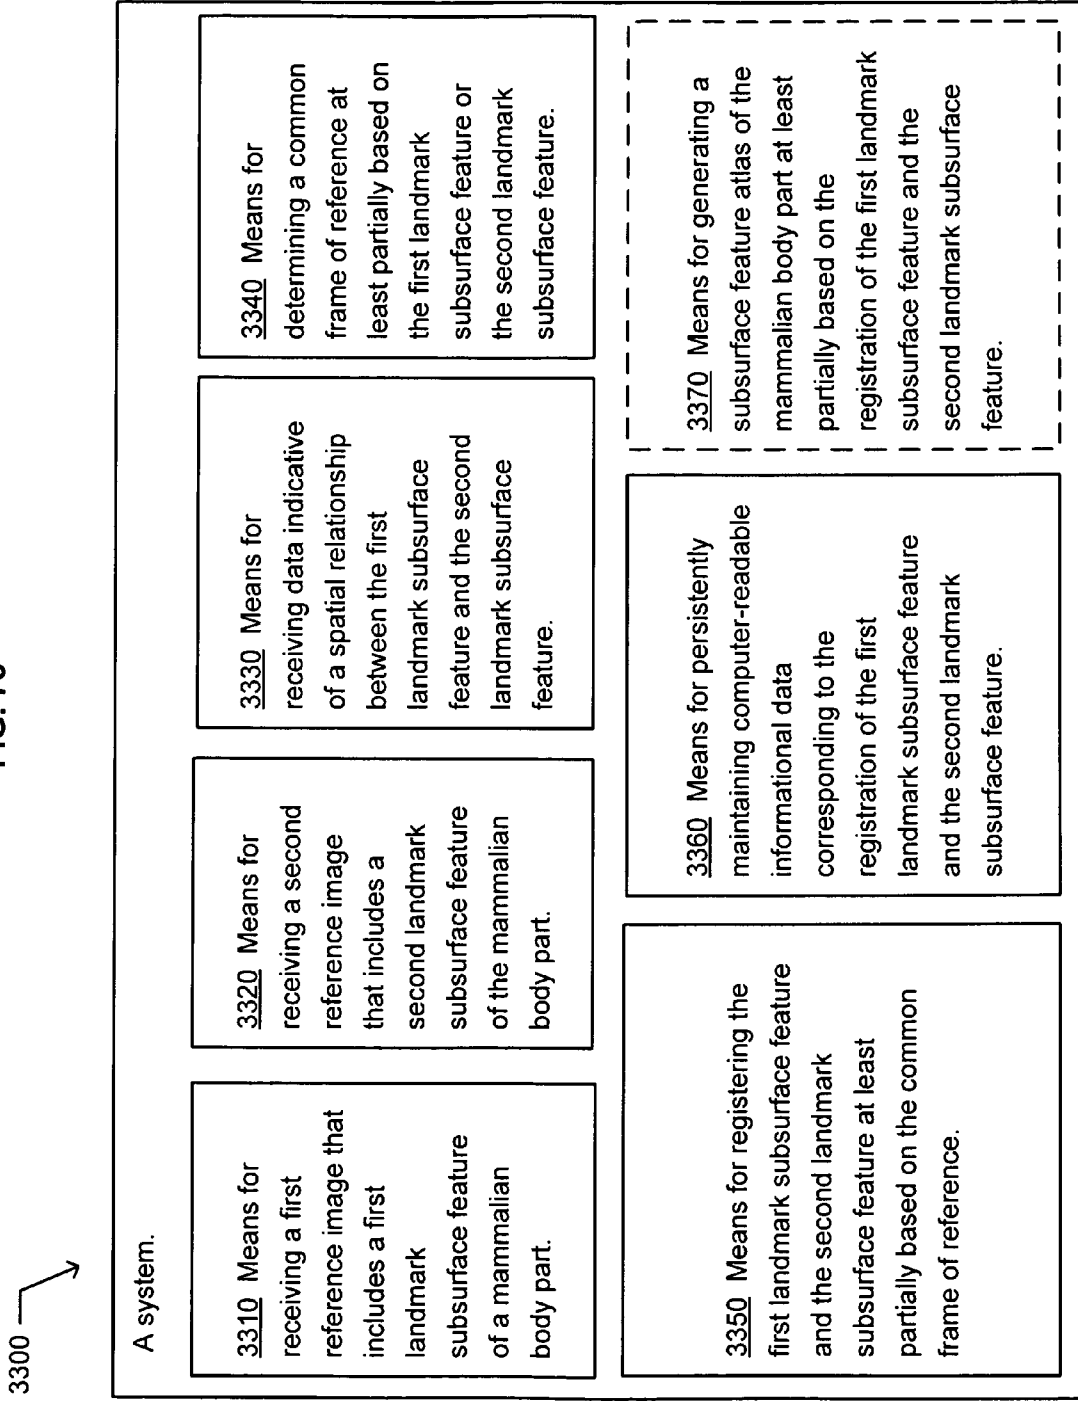 3300
A system.
3310 Means for
receiving a first
reference image that
includes a first
landmark
subsurface feature
of a mammalian
body part.
3320 Means for
receiving a second
reference image
that includes a
second landmark
subsurface feature
of the mammalian
body part.
3330 Means for
receiving data indicative
of a spatial relationship
between the first
landmark subsurface
feature and the second
landmark subsurface
feature.
3340 Means for
determining a common
frame of reference at
least partially based on
the first landmark
subsurface feature or
the second landmark
subsurface feature.
3350 Means for registering the
first landmark subsurface feature
and the second landmark
subsurface feature at least
partially based on the common
frame of reference.
3360 Means for persistently
maintaining computer-readable
informational data
corresponding to the
registration of the first
landmark subsurface feature
and the second landmark
subsurface feature.
3370 Means for generating a
subsurface feature atlas of the
mammalian body part at least
partially based on the
registration of the first landmark
subsurface feature and the
second landmark subsurface
feature.